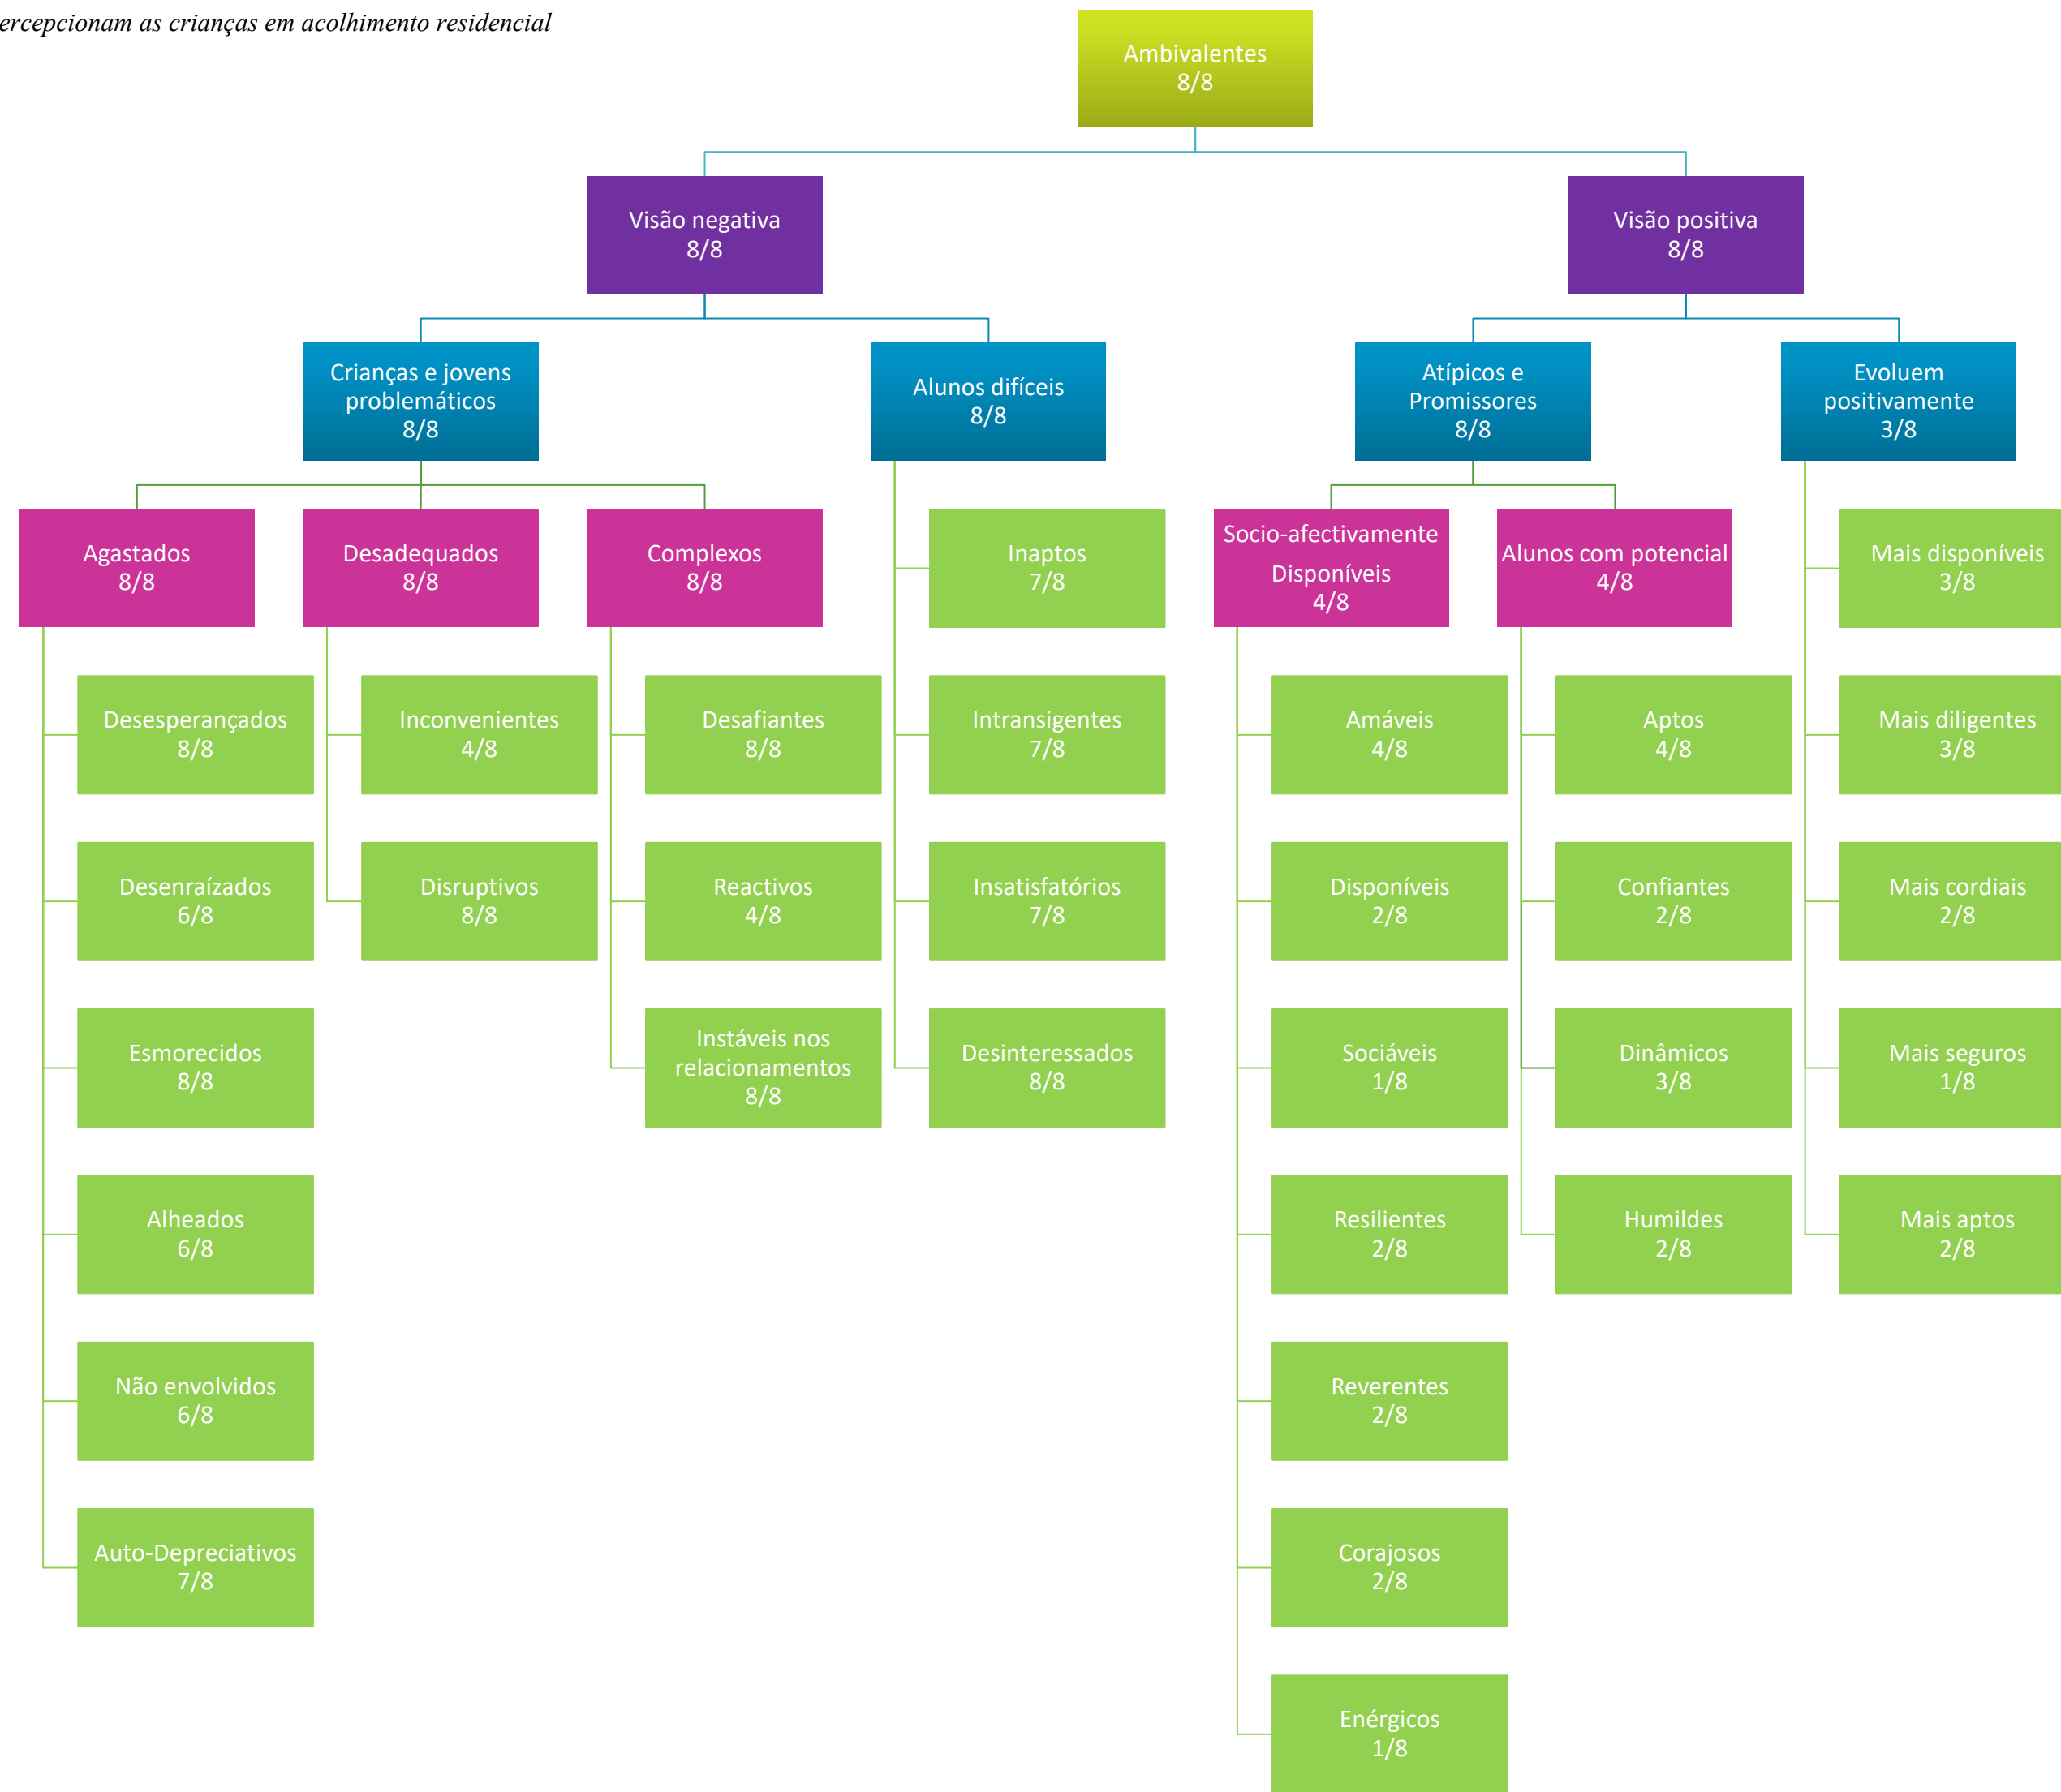 ercepcionam as crianças em acolhimento residencial
Ambivalentes
8/8
Visão negativa
8/8
Visão positiva
8/8
Crianças e jovens
problemáticos
8/8
Alunos difíceis
8/8
Atípicos e
Promissores
8/8
Evoluem
positivamente
3/8
Agastados
8/8
Desadequados
8/8
Complexos
8/8
Inaptos
7/8
Socio-afectivamente
Disponíveis
4/8
Alunos com potencial
4/8
Mais disponíveis
3/8
Desesperançados
8/8
Inconvenientes
4/8
Desafiantes
8/8
Intransigentes
7/8
Amáveis
4/8
Aptos
4/8
Mais diligentes
3/8
Desenraízados
6/8
Disruptivos
8/8
Reactivos
4/8
Insatisfatórios
7/8
Disponíveis
2/8
Confiantes
2/8
Mais cordiais
2/8
Esmorecidos
8/8
Instáveis nos
relacionamentos
8/8
Desinteressados
8/8
Sociáveis
1/8
Dinâmicos
3/8
Mais seguros
1/8
Alheados
6/8
Resilientes
2/8
Humildes
2/8
Mais aptos
2/8
Não envolvidos
6/8
Reverentes
2/8
Auto-Depreciativos
7/8
Corajosos
2/8
Enérgicos
1/8